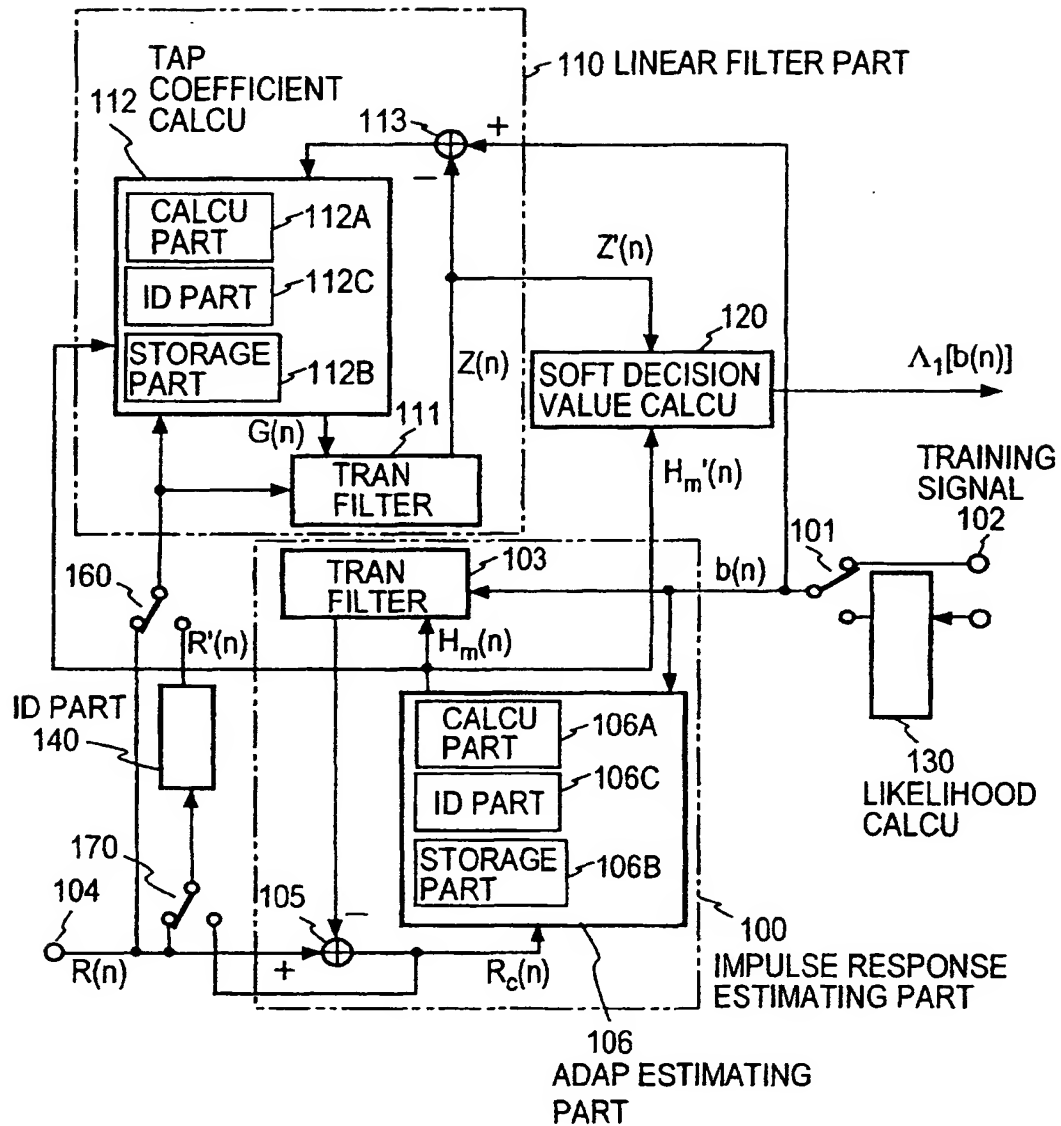 TAP
COEFFICIENT
CALCU
112
110 LINEAR FILTER PART
113
+
−
CALCU
PART
112A
ID PART
112C
STORAGE
PART
112B
Z(n)
Z'(n)
120
SOFT DECISION
VALUE CALCU
Λ₁[b(n)]
G(n)
111
TRAN
FILTER
Hₘ'(n)
TRAINING
SIGNAL
102
101
103
TRAN
FILTER
b(n)
160
R'(n)
Hₘ(n)
ID PART
140
CALCU
PART
106A
ID PART
106C
STORAGE
PART
106B
130
LIKELIHOOD
CALCU
170
104
105
−
R(n)
+
R_c(n)
100
IMPULSE RESPONSE
ESTIMATING PART
106
ADAP ESTIMATING
PART